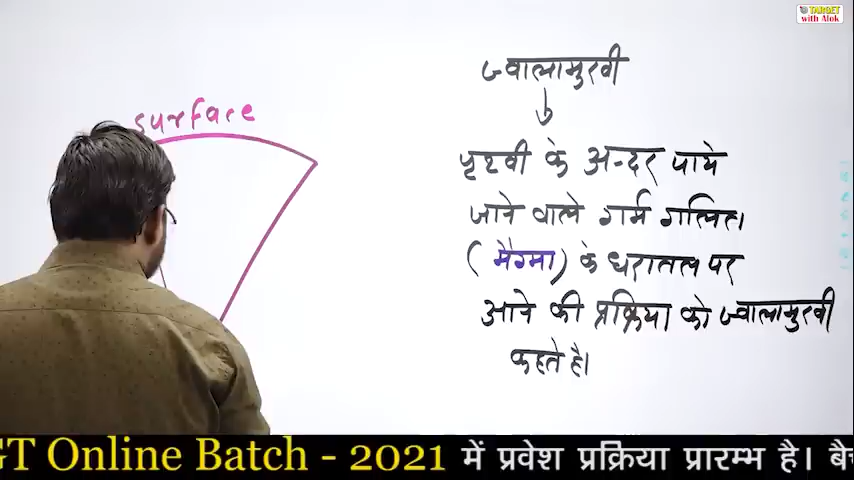 TARGET
with Alok
surface
ज्वालामुखी
पृथ्वी के अन्दर पाये
जाने वाले गर्म गलित।
(मैग्मा) के धरातल पर
आने की प्रक्रिया को ज्वालामुखी
कहते है।
GT Online Batch - 2021 में प्रवेश प्रक्रिया प्रारम्भ है।